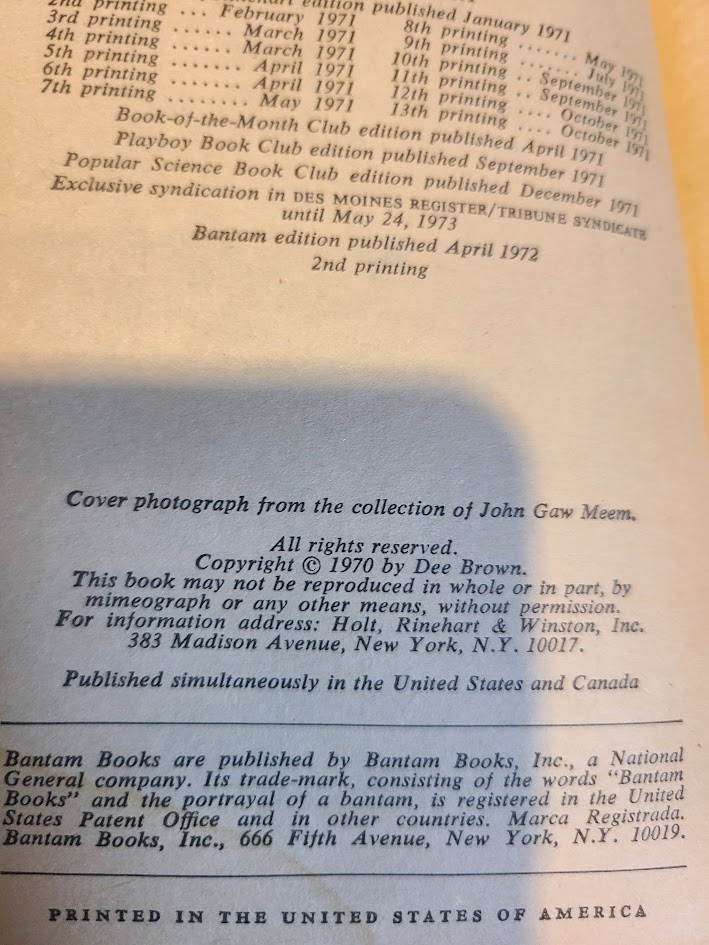 edition published January 1971
2nd printing ... February 1971
3rd printing ...... March 1971
4th printing ...... March 1971
5th printing ....... April 1971
6th printing ....... April 1971
7th printing ........ May 1971
8th printing ....... May 1971
9th printing ....... July 1971
10th printing .. September 1971
11th printing .. September 1971
12th printing .... October 1971
13th printing .... October 1971
Book-of-the-Month Club edition published April 1971
Playboy Book Club edition published September 1971
Popular Science Book Club edition published December 1971
Exclusive syndication in DES MOINES REGISTER/TRIBUNE SYNDICATE
until May 24, 1973
Bantam edition published April 1972
2nd printing
Cover photograph from the collection of John Gaw Meem.
All rights reserved.
Copyright © 1970 by Dee Brown.
This book may not be reproduced in whole or in part, by
mimeograph or any other means, without permission.
For information address: Holt, Rinehart & Winston, Inc.
383 Madison Avenue, New York, N.Y. 10017.
Published simultaneously in the United States and Canada
Bantam Books are published by Bantam Books, Inc., a National
General company. Its trade-mark, consisting of the words "Bantam
Books" and the portrayal of a bantam, is registered in the United
States Patent Office and in other countries. Marca Registrada.
Bantam Books, Inc., 666 Fifth Avenue, New York, N.Y. 10019.
PRINTED IN THE UNITED STATES OF AMERICA